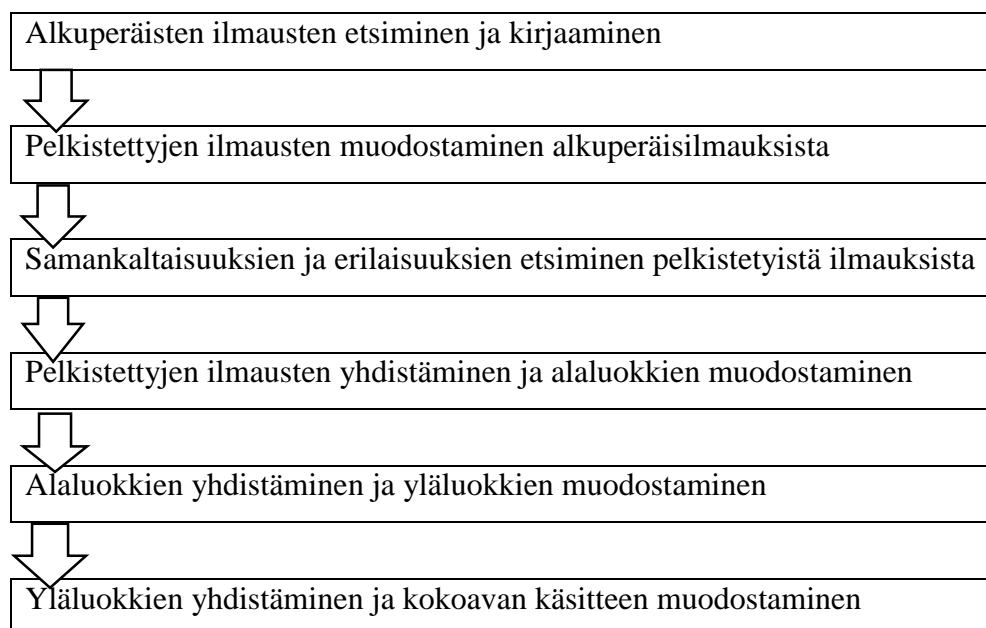 Alkuperäisten ilmausten etsiminen ja kirjaaminen
Pelkistettyjen ilmausten muodostaminen alkuperäisilmauksista
Samankaltaisuuksien ja erilaisuuksien etsiminen pelkistetyistä ilmauksista
Pelkistettyjen ilmausten yhdistäminen ja alaluokkien muodostaminen
Alaluokkien yhdistäminen ja yläluokkien muodostaminen
Yläluokkien yhdistäminen ja kokoavan käsitteen muodostaminen